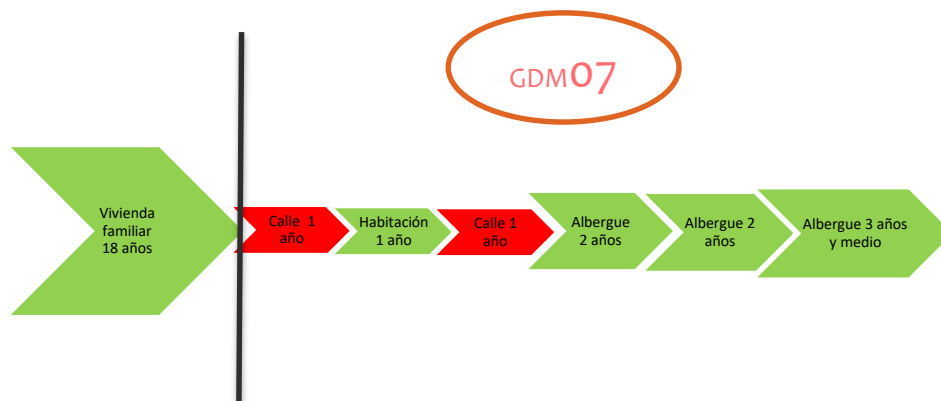 GDM07
Vivienda
familiar
18 años
Calle 1
año
Habitación
1 año
Calle 1
año
Albergue
2 años
Albergue 2
años
Albergue 3 años
y medio